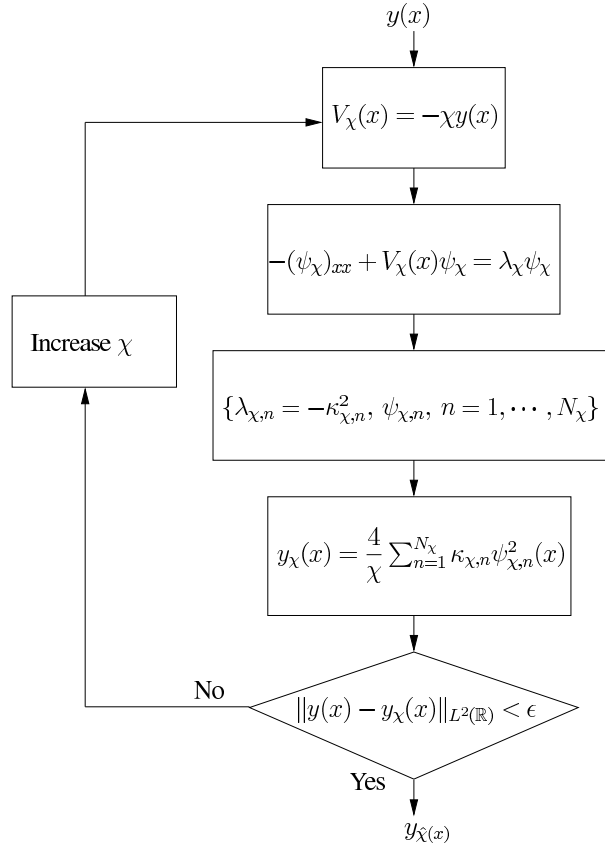 y(x)
V_χ(x) = −χy(x)
−(ψ_χ)_{xx} + V_χ(x)ψ_χ = λ_χψ_χ
Increase χ
{λ_{χ,n} = −κ²_{χ,n}, ψ_{χ,n}, n = 1, ⋯ , N_χ}
y_χ(x) = \frac{4}{χ} ∑_{n=1}^{N_χ} κ_{χ,n}ψ²_{χ,n}(x)
No
‖y(x) − y_χ(x)‖_{L²(ℝ)} < ϵ
Yes
y_{χ̂(x)}